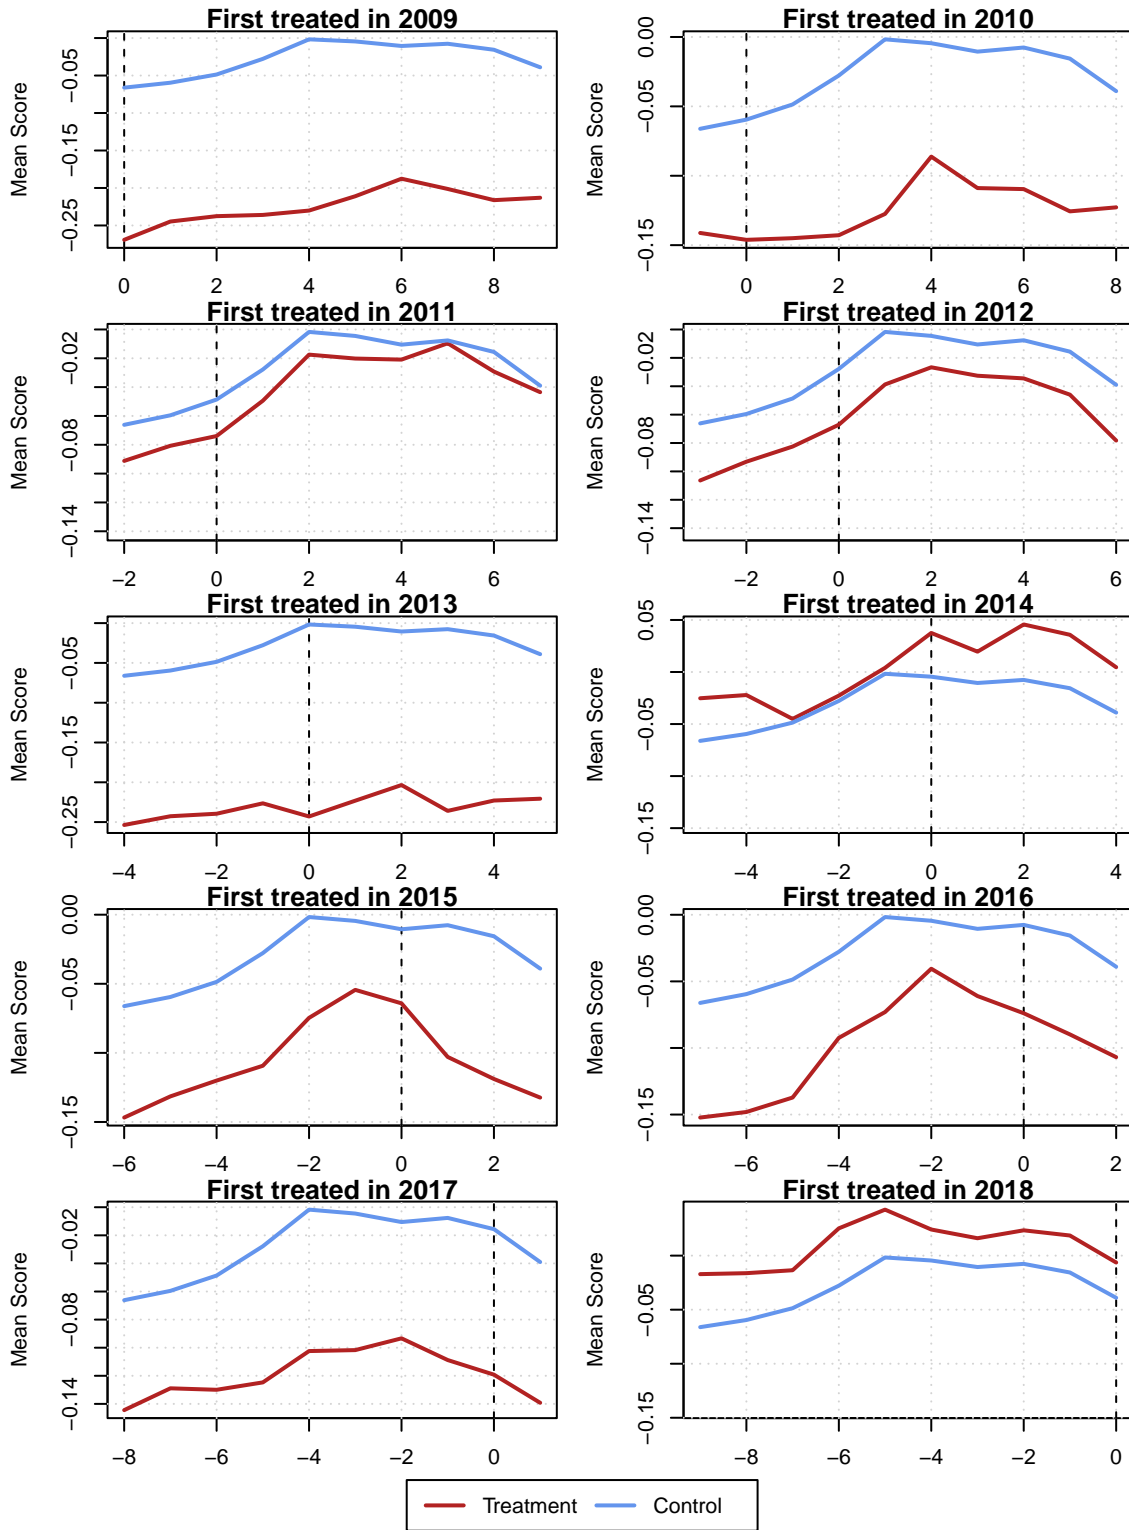 First treated in 2009
Mean Score
−0.05
−0.15
−0.25
0 2 4 6 8
First treated in 2010
Mean Score
0.00
−0.05
−0.15
0 2 4 6 8
First treated in 2011
Mean Score
−0.02
−0.08
−0.14
−2 0 2 4 6
First treated in 2012
Mean Score
−0.02
−0.08
−0.14
−2 0 2 4 6
First treated in 2013
Mean Score
−0.05
−0.15
−0.25
−4 −2 0 2 4
First treated in 2014
Mean Score
0.05
−0.05
−0.15
−4 −2 0 2 4
First treated in 2015
Mean Score
0.00
−0.05
−0.15
−6 −4 −2 0 2
First treated in 2016
Mean Score
0.00
−0.05
−0.15
−6 −4 −2 0 2
First treated in 2017
Mean Score
−0.02
−0.08
−0.14
−8 −6 −4 −2 0
First treated in 2018
Mean Score
−0.05
−0.15
−8 −6 −4 −2 0
Treatment Control